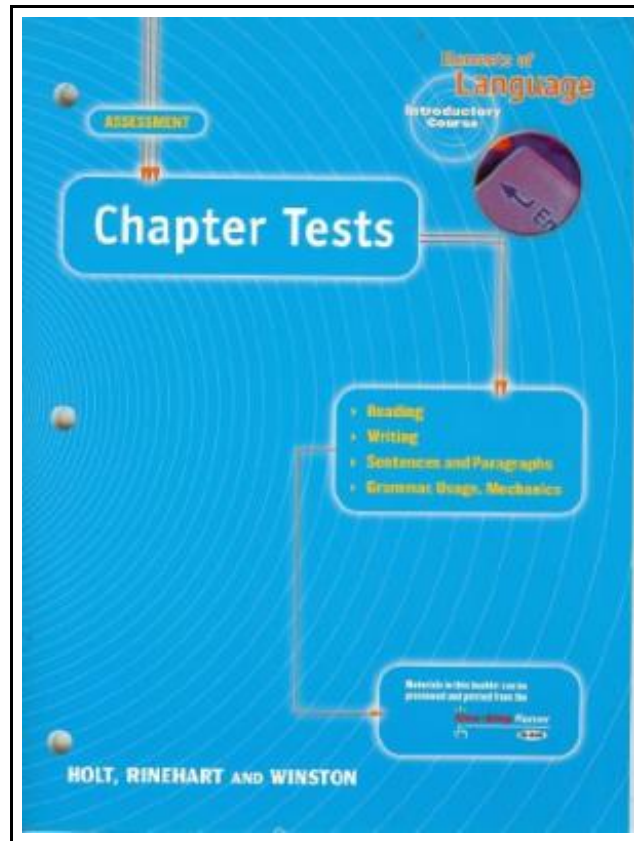 Elements of
Language
Introductory
Course
ASSESSMENT
En
Chapter Tests
Reading
Writing
Sentences and Paragraphs
Grammar, Usage, Mechanics
Materials in this booklet can be
previewed and printed from the
Planner
HOLT, RINEHART AND WINSTON